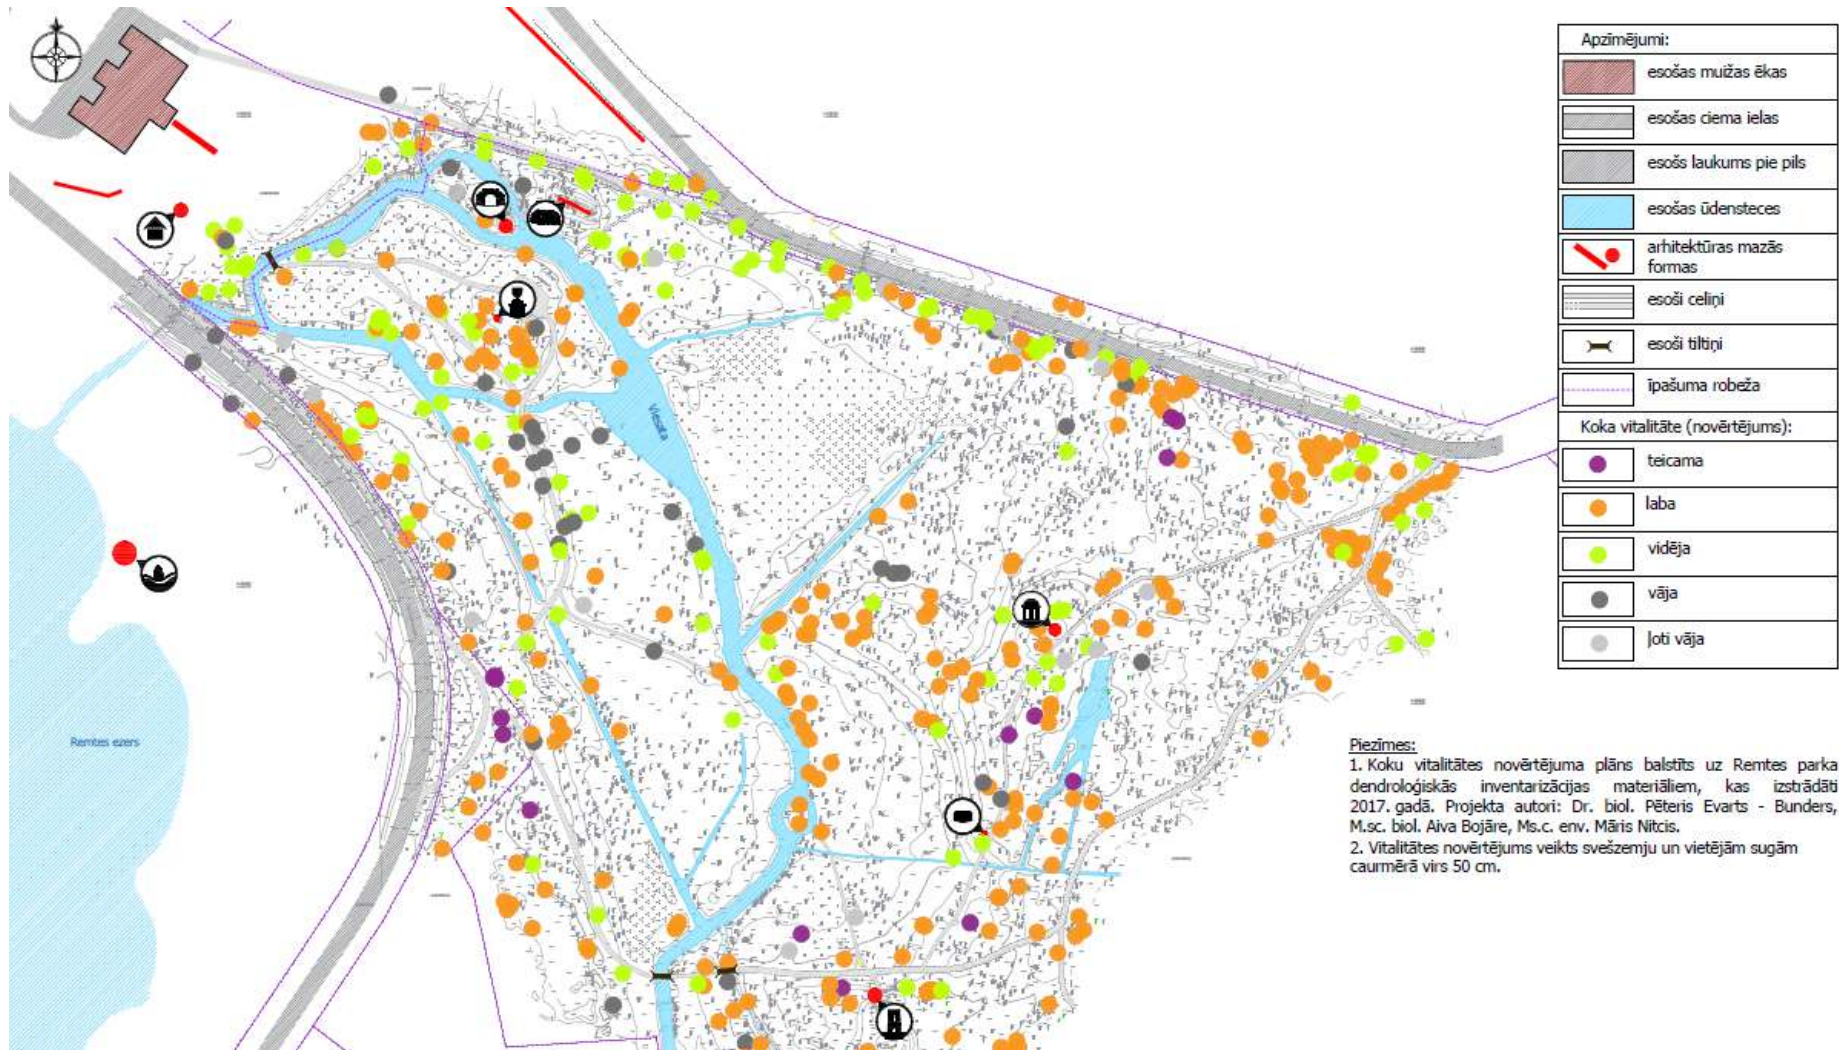 Apzīmējumi:
esošas muižas ēkas
esošas ciema ielas
esošs laukums pie pils
esošas ūdensteces
arhitektūras mazās
formas
esoši celiņi
esoši tiltiņi
īpašuma robeža
Koka vitalitāte (novērtējums):
teicama
laba
vidēja
vāja
ļoti vāja
Viesata
Remtes ezers
Piezīmes:
1. Koku vitalitātes novērtējuma plāns balstīts uz Remtes parka
dendroloģiskās inventarizācijas materiāliem, kas izstrādāti
2017. gadā. Projekta autori: Dr. biol. Pēteris Evarts - Bunders,
M.sc. biol. Aiva Bojāre, Ms.c. env. Māris Nitcis.
2. Vitalitātes novērtējums veikts svešzemju un vietējām sugām
caurmērā virs 50 cm.